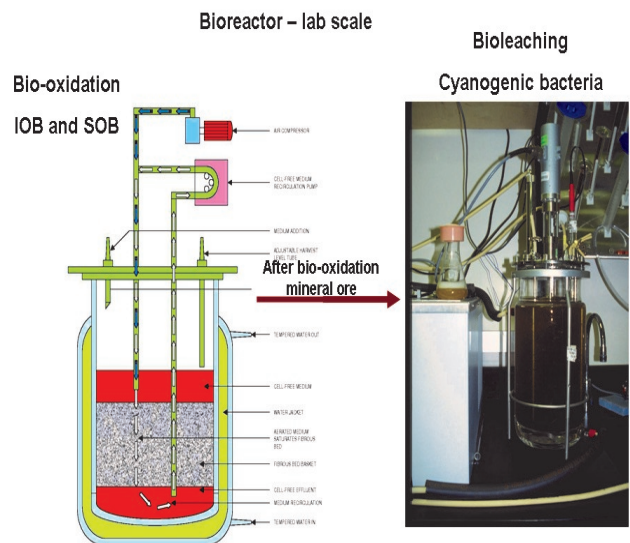 Bioreactor – lab scale
Bio-oxidation
IOB and SOB
Bioleaching
Cyanogenic bacteria
AIR COMPRESSOR
CELL-FREE MEDIUM
RECIRCULATION PUMP
MEDIUM ADDITION
ADJUSTABLE HARVEST
LEVEL TUBE
After bio-oxidation
mineral ore
TEMPERED WATER OUT
CELL-FREE MEDIUM
WATER JACKET
AERATED MEDIUM
SATURATES FIBROUS
BED
FIBROUS BED BASKET
CELL-FREE EFFLUENT
MEDIUM RECIRCULATION
TEMPERED WATER IN